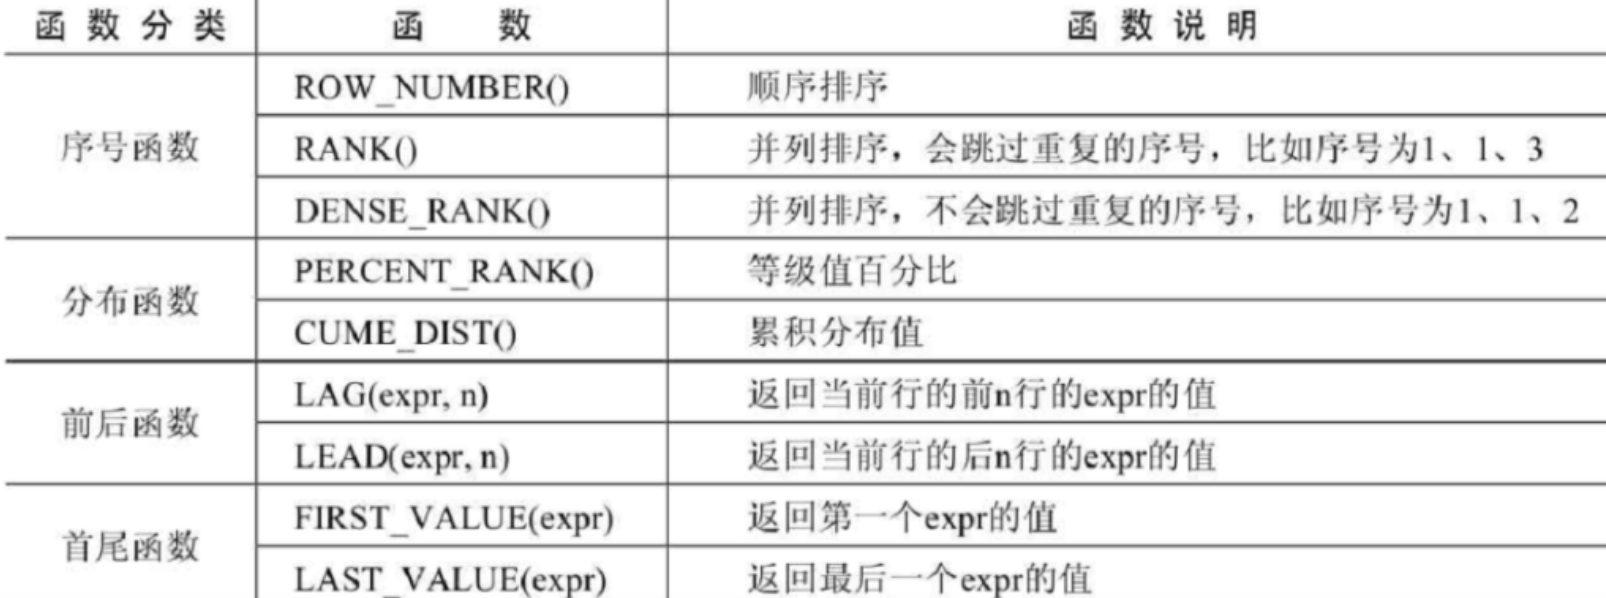 函数分类 函数 函数说明
序号函数 ROW_NUMBER() 顺序排序
RANK() 并列排序，会跳过重复的序号，比如序号为1、1、3
DENSE_RANK() 并列排序，不会跳过重复的序号，比如序号为1、1、2
分布函数 PERCENT_RANK() 等级值百分比
CUME_DIST() 累积分布值
前后函数 LAG(expr, n) 返回当前行的前n行的expr的值
LEAD(expr, n) 返回当前行的后n行的expr的值
首尾函数 FIRST_VALUE(expr) 返回第一个expr的值
LAST_VALUE(expr) 返回最后一个expr的值